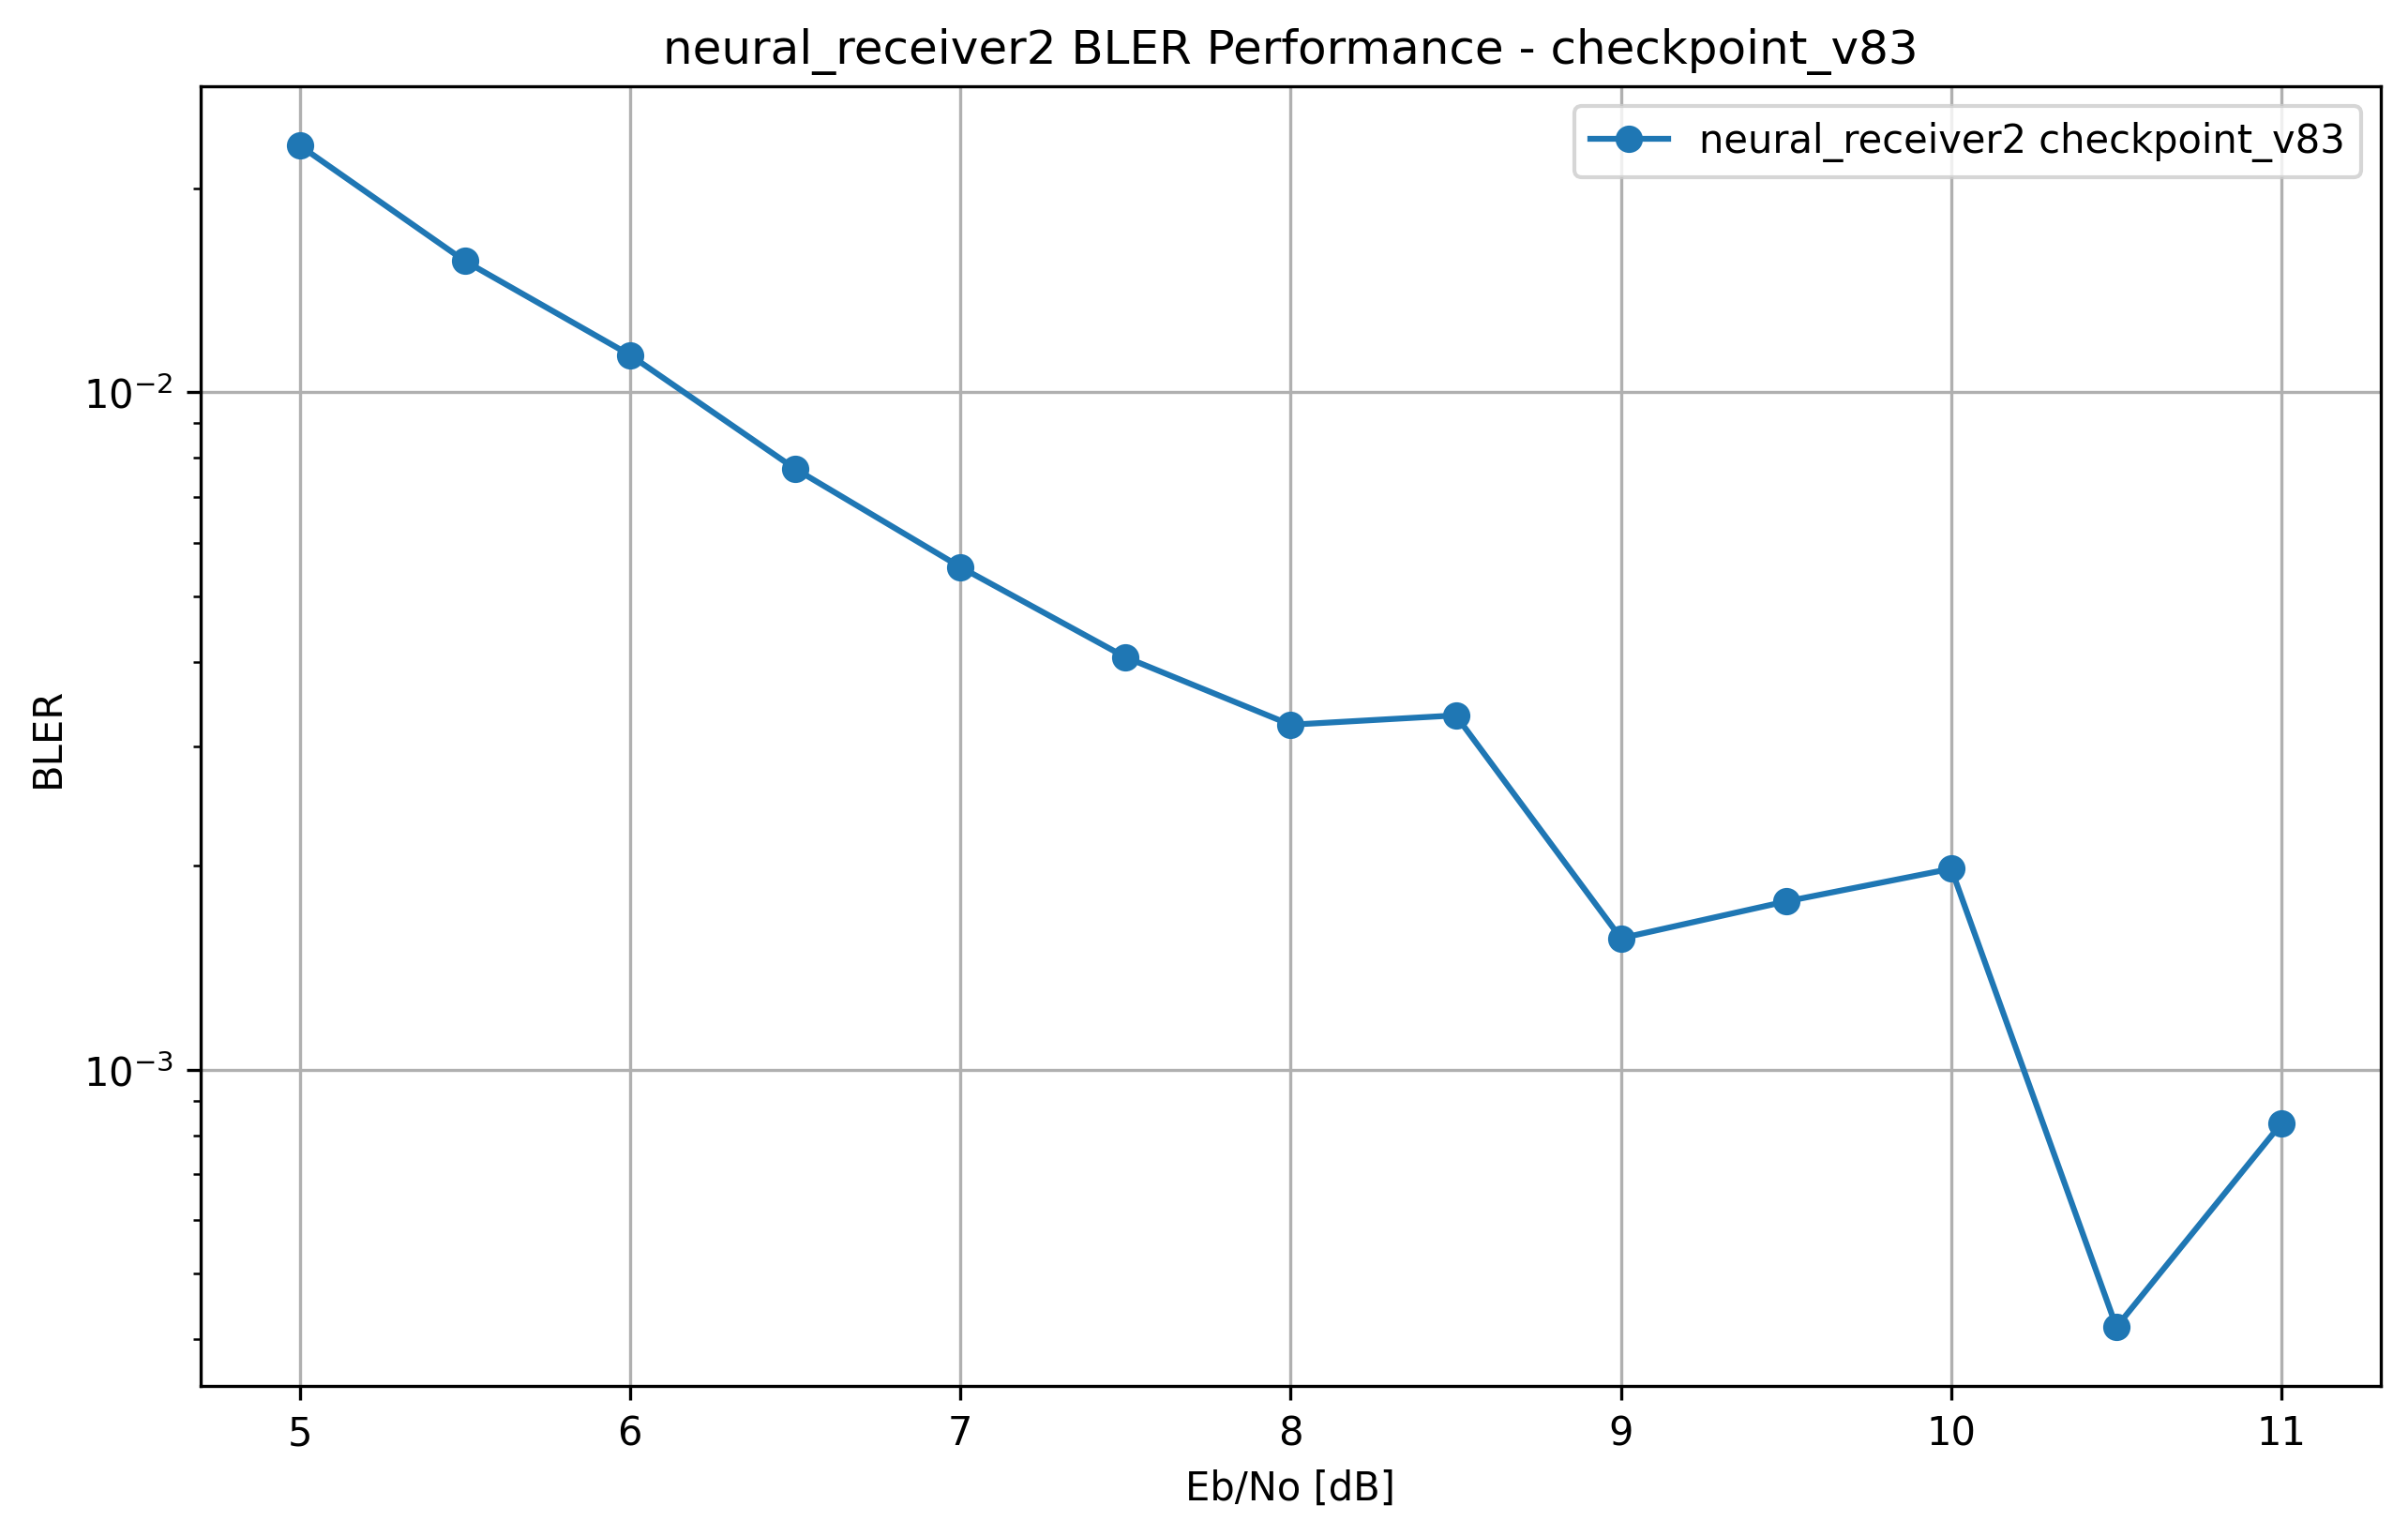 neural_receiver2 BLER Performance - checkpoint_v83
neural_receiver2 checkpoint_v83
10⁻²
10⁻³
BLER
5 6 7 8 9 10 11
Eb/No [dB]